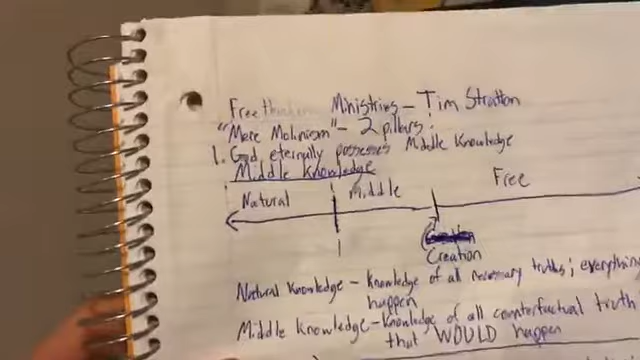 Freethinking Ministries - Tim Stratton
"Mere Molinism" - 2 pillars:
1. God eternally possesses Middle Knowledge
Middle Knowledge
Natural Middle Free
Creation
Natural Knowledge - Knowledge of all necessary truths; everything
happen
Middle Knowledge - Knowledge of all counterfactual truth
that WOULD happen